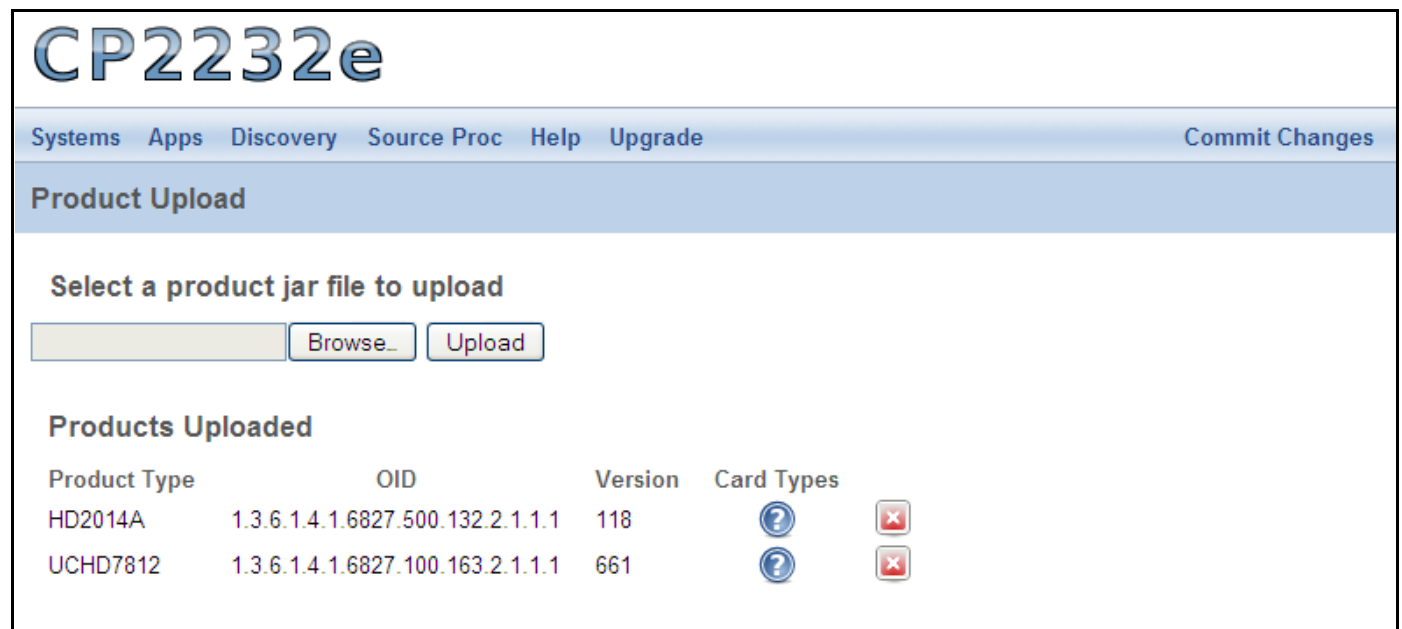 CP2232e
Systems Apps Discovery Source Proc Help Upgrade Commit Changes
Product Upload
Select a product jar file to upload
Browse... Upload
Products Uploaded
Product Type OID Version Card Types
HD2014A 1.3.6.1.4.1.6827.500.132.2.1.1.1 118 ?
UCHD7812 1.3.6.1.4.1.6827.100.163.2.1.1.1 661 ?